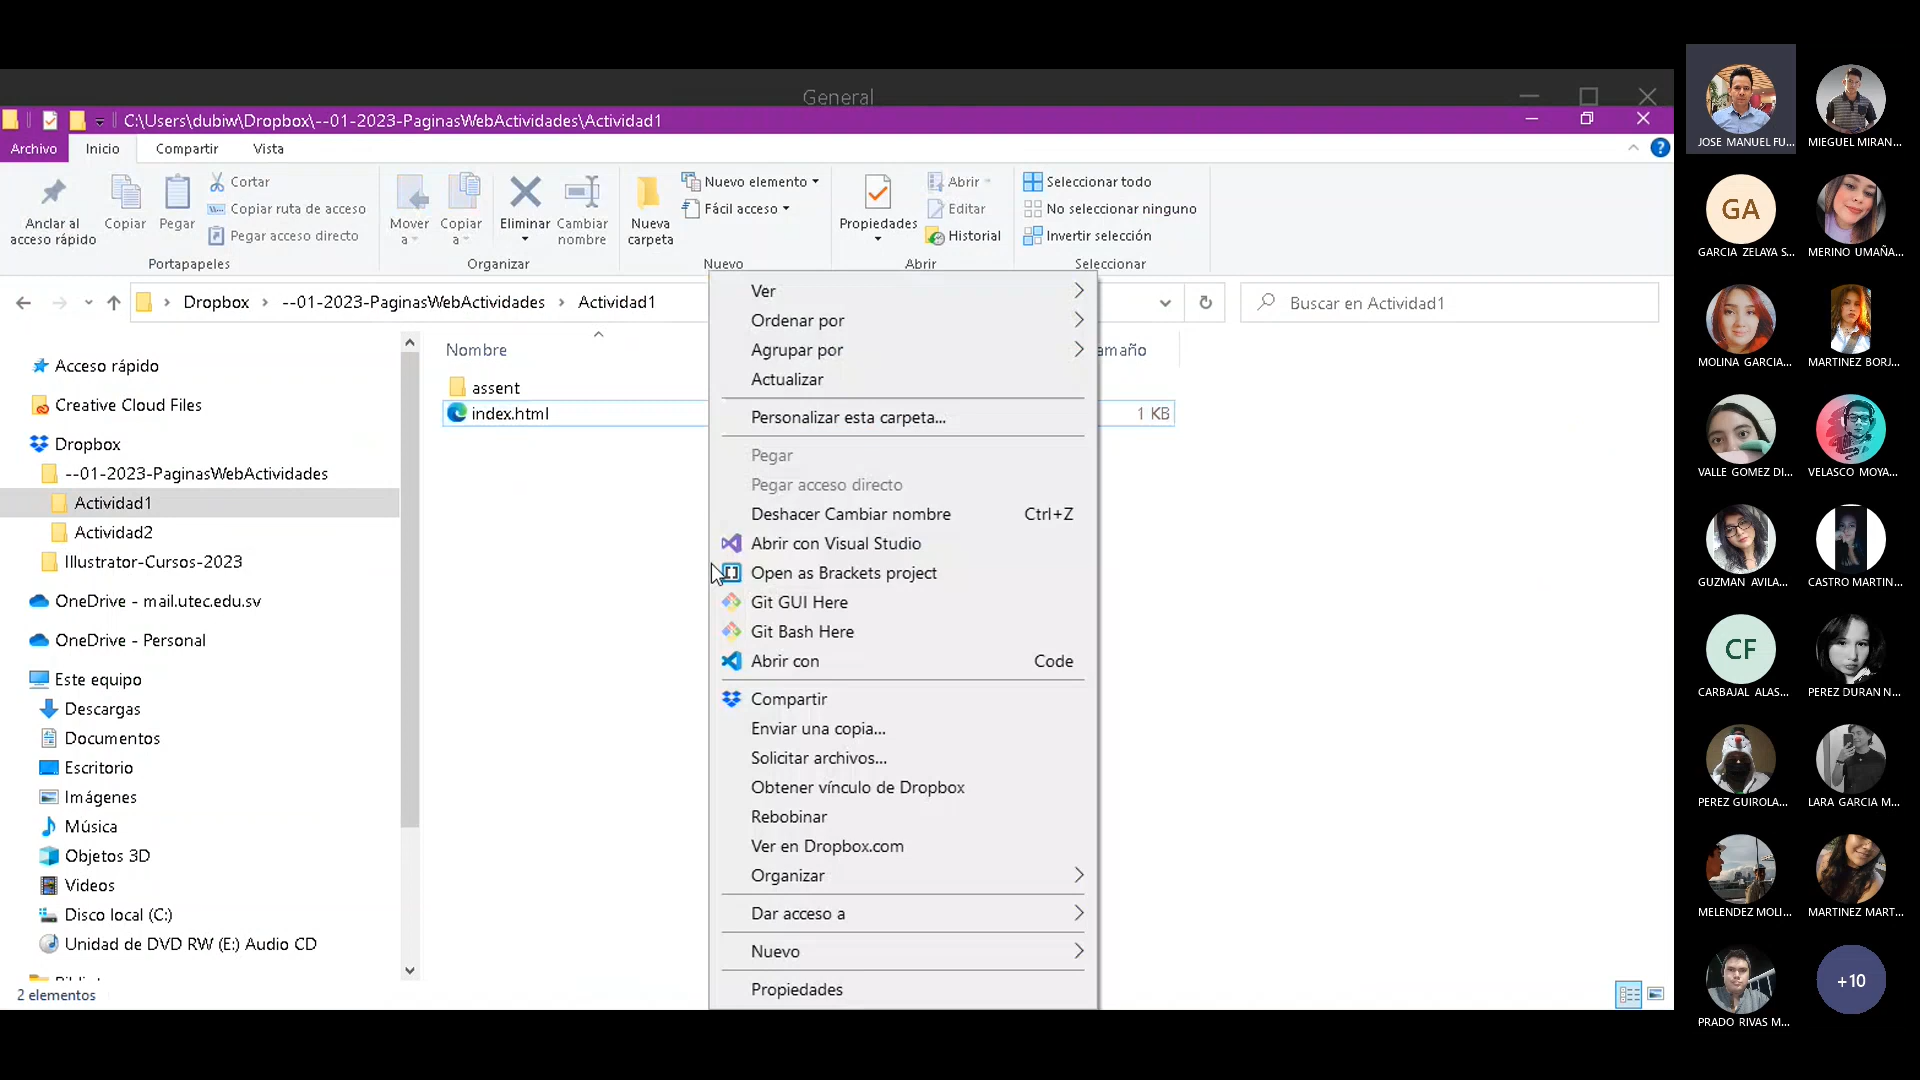 General
C:\Users\dubiw\Dropbox\--01-2023-PaginasWebActividades\Actividad1
Archivo
Inicio
Compartir
Vista
Anclar al
acceso rápido
Copiar
Pegar
Cortar
Copiar ruta de acceso
Pegar acceso directo
Portapapeles
Mover
a
Copiar
a
Eliminar
Cambiar
nombre
Organizar
Nueva
carpeta
Nuevo elemento
Fácil acceso
Nuevo
Propiedades
Abrir
Editar
Historial
Abrir
Seleccionar todo
No seleccionar ninguno
Invertir selección
Seleccionar
Dropbox
--01-2023-PaginasWebActividades
Actividad1
Buscar en Actividad1
Acceso rápido
Creative Cloud Files
Dropbox
--01-2023-PaginasWebActividades
Actividad1
Actividad2
Illustrator-Cursos-2023
OneDrive - mail.utec.edu.sv
OneDrive - Personal
Este equipo
Descargas
Documentos
Escritorio
Imágenes
Música
Objetos 3D
Videos
Disco local (C:)
Unidad de DVD RW (E:) Audio CD
2 elementos
Nombre
amaño
assent
index.html
1 KB
Ver
Ordenar por
Agrupar por
Actualizar
Personalizar esta carpeta...
Pegar
Pegar acceso directo
Deshacer Cambiar nombre Ctrl+Z
Abrir con Visual Studio
Open as Brackets project
Git GUI Here
Git Bash Here
Abrir con Code
Compartir
Enviar una copia...
Solicitar archivos...
Obtener vínculo de Dropbox
Rebobinar
Ver en Dropbox.com
Organizar
Dar acceso a
Nuevo
Propiedades
JOSE MANUEL FU...
MIEGUEL MIRAN...
GA
GARCIA ZELAYA S...
MERINO UMAÑA...
MOLINA GARCIA...
MARTINEZ BORJ...
VALLE GOMEZ DI...
VELASCO MOYA...
GUZMAN AVILA...
CASTRO MARTIN...
CF
CARBAJAL ALAS...
PEREZ DURAN N...
PEREZ GUIROLA...
LARA GARCIA M...
MELENDEZ MOLI...
MARTINEZ MART...
PRADO RIVAS M...
+10